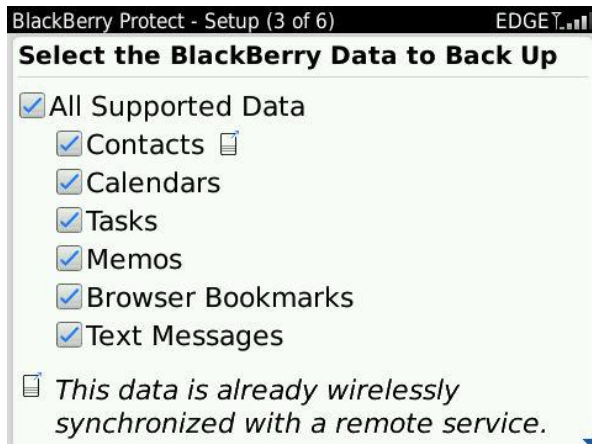 BlackBerry Protect - Setup (3 of 6) EDGE
Select the BlackBerry Data to Back Up
All Supported Data
Contacts
Calendars
Tasks
Memos
Browser Bookmarks
Text Messages
This data is already wirelessly
synchronized with a remote service.